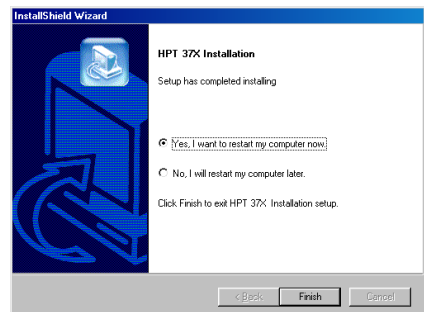 InstallShield Wizard
HPT 37X Installation
Setup has completed installing
Yes, I want to restart my computer now.
No, I will restart my computer later.
Click Finish to exit HPT 37X Installation setup.
< Back Finish Cancel